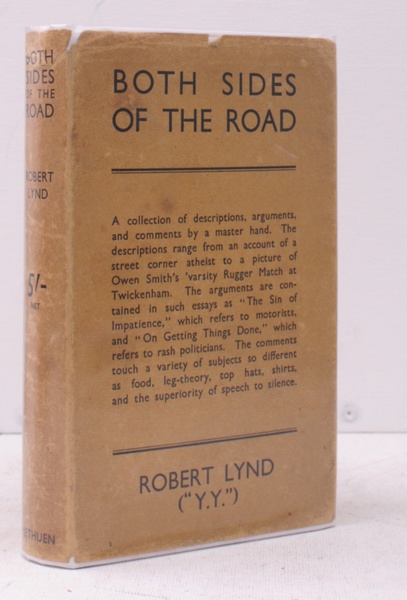 BOTH
SIDES
OF THE
ROAD
ROBERT
LYND
5/-
NET
METHUEN
BOTH SIDES
OF THE ROAD
A collection of descriptions, arguments,
and comments by a master hand. The
descriptions range from an account of a
street corner atheist to a picture of
Owen Smith's 'varsity Rugger Match at
Twickenham. The arguments are con-
tained in such essays as "The Sin of
Impatience," which refers to motorists,
and "On Getting Things Done," which
refers to rash politicians. The comments
touch a variety of subjects so different
as food, leg-theory, top hats, shirts,
and the superiority of speech to silence.
ROBERT LYND
("Y.Y.")